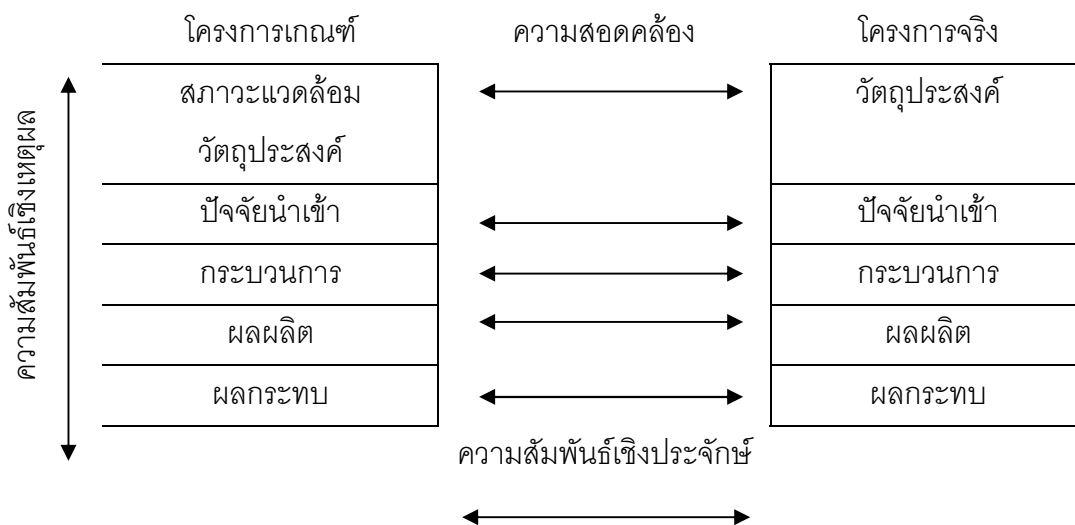 โครงการเกณฑ์ ความสอดคล้อง โครงการจริง
สภาวะแวดล้อม วัตถุประสงค์
วัตถุประสงค์
ปัจจัยนำเข้า ปัจจัยนำเข้า
กระบวนการ กระบวนการ
ผลผลิต ผลผลิต
ผลกระทบ ผลกระทบ
ความสัมพันธ์เชิงประจักษ์
ความสัมพันธ์เชิงเหตุผล